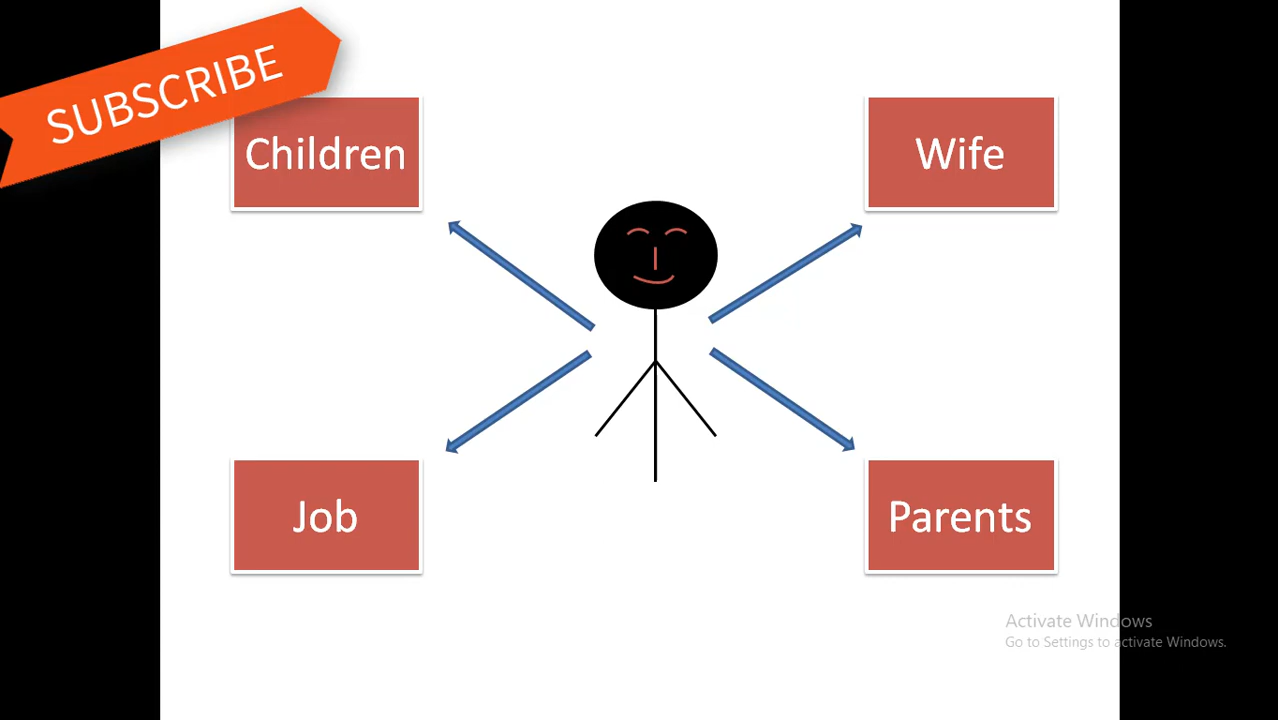 SUBSCRIBE
Children
Wife
Job
Parents
Activate Windows
Go to Settings to activate Windows.